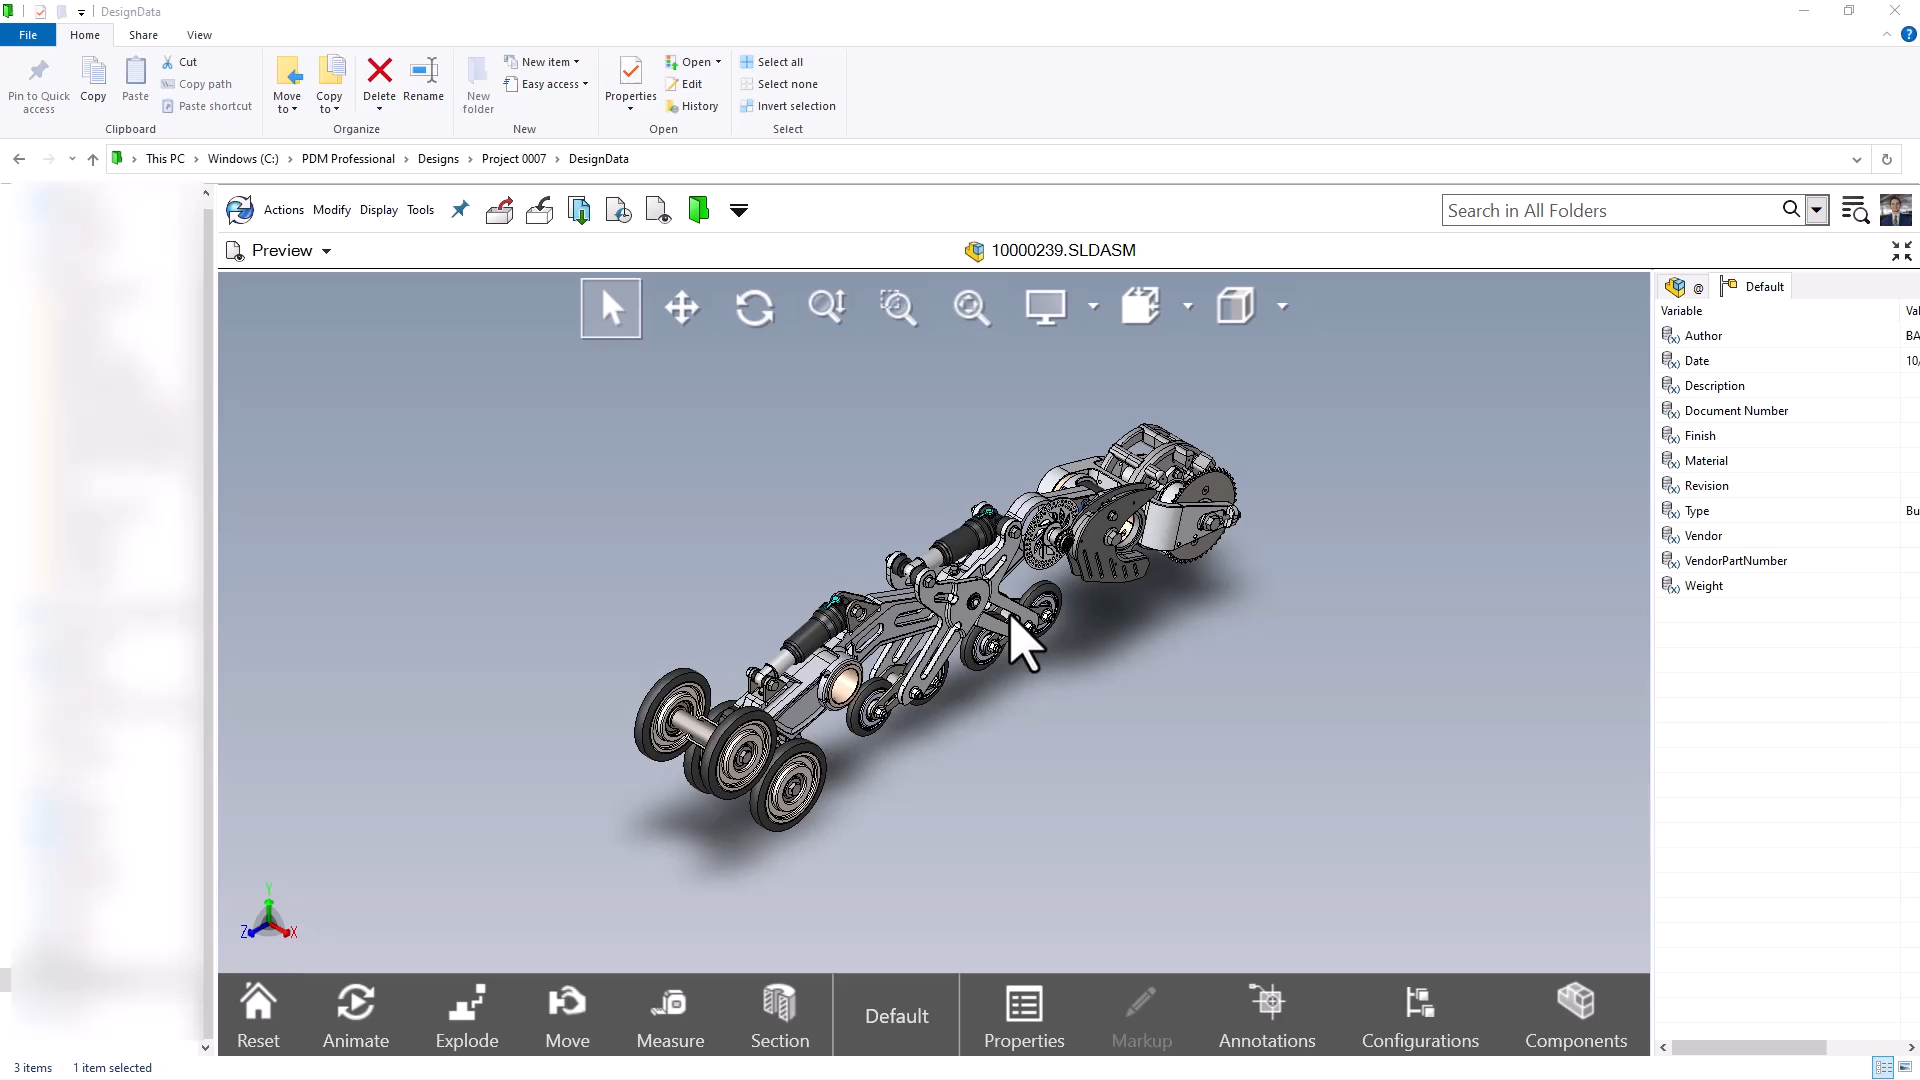 DesignData
File Home Share View
Pin to Quick access
Copy
Paste
Cut
Copy path
Paste shortcut
Clipboard
Move to
Copy to
Delete
Rename
Organize
New folder
New item
Easy access
New
Properties
Open
Edit
History
Open
Select all
Select none
Invert selection
Select
This PC › Windows (C:) › PDM Professional › Designs › Project 0007 › DesignData
Actions Modify Display Tools
Search in All Folders
Preview
10000239.SLDASM
@ Default
Variable
Author BA
Date 10/
Description
Document Number
Finish
Material
Revision
Type Bu
Vendor
VendorPartNumber
Weight
Y
Z X
Reset
Animate
Explode
Move
Measure
Section
Default
Properties
Markup
Annotations
Configurations
Components
3 items 1 item selected